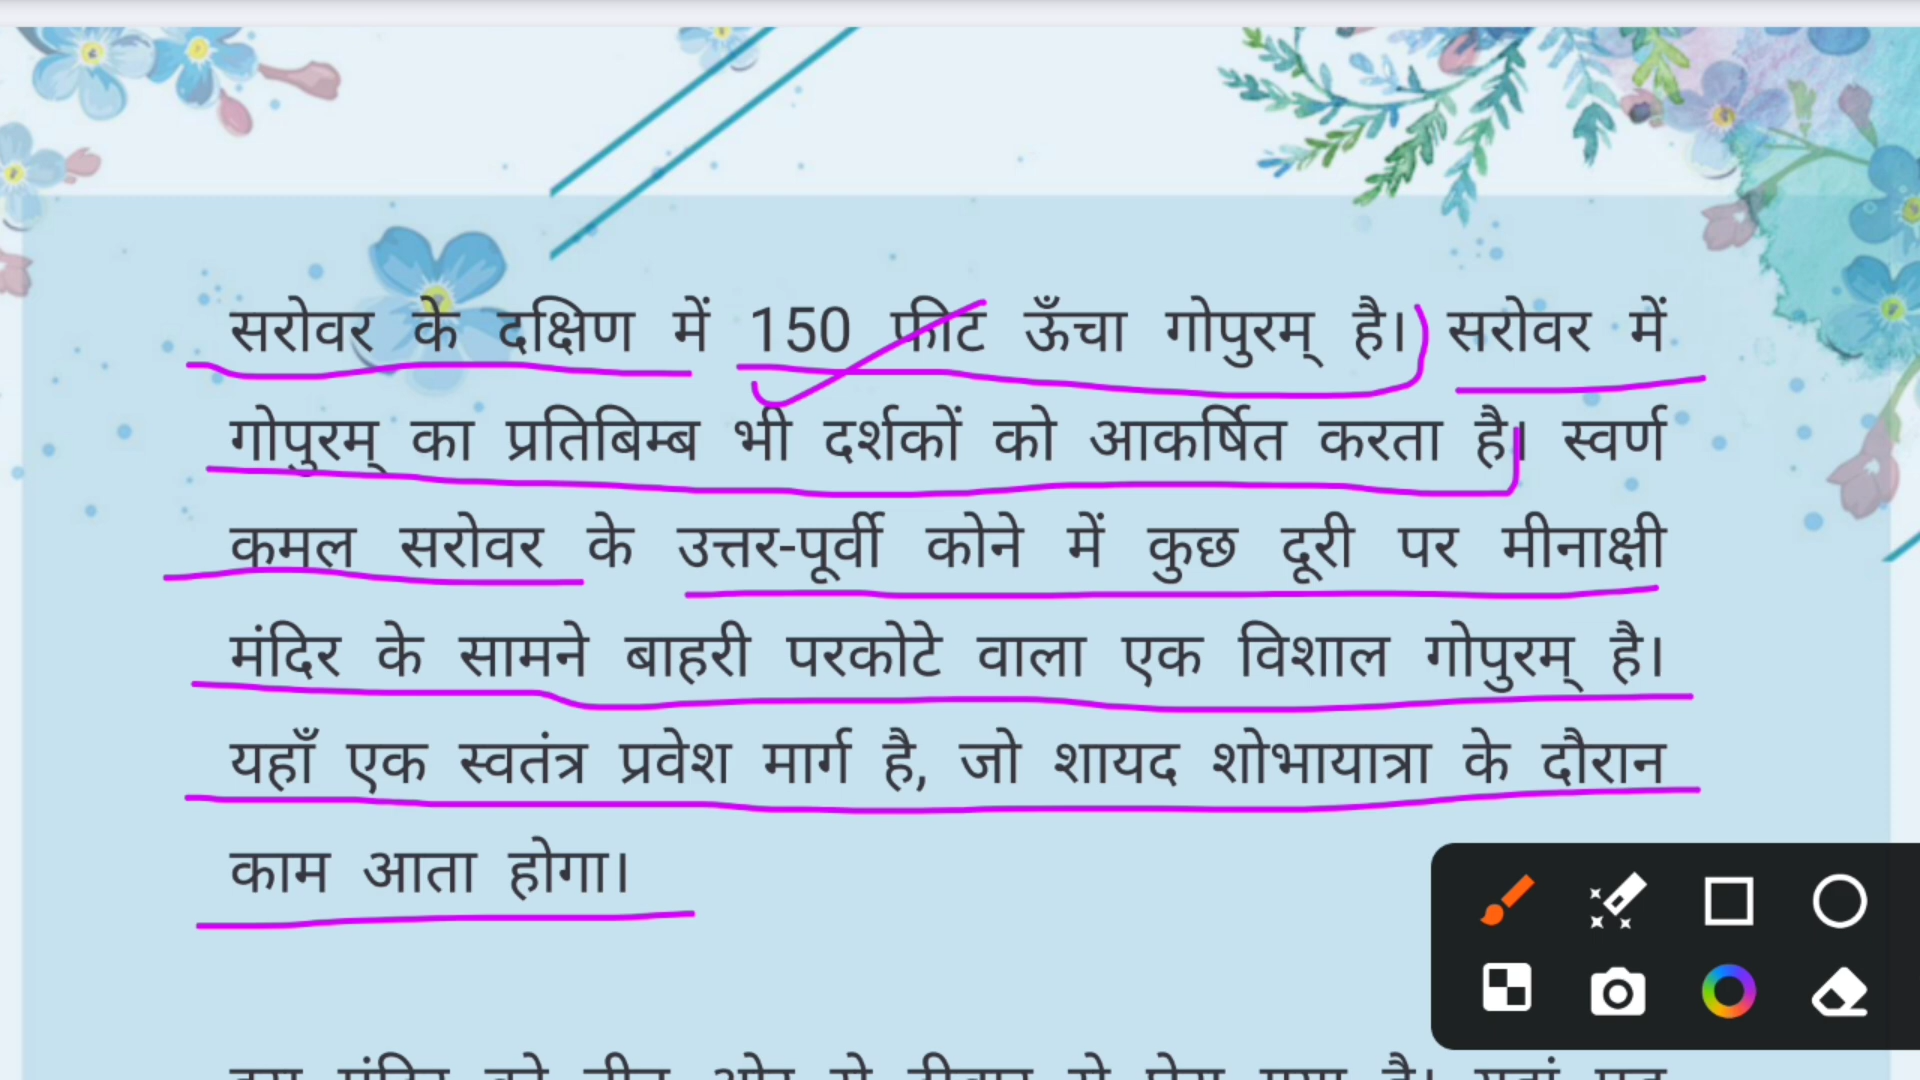 सरोवर के दक्षिण में 150 फीट ऊँचा गोपुरम् है। सरोवर में
गोपुरम् का प्रतिबिम्ब भी दर्शकों को आकर्षित करता है। स्वर्ण
कमल सरोवर के उत्तर-पूर्वी कोने में कुछ दूरी पर मीनाक्षी
मंदिर के सामने बाहरी परकोटे वाला एक विशाल गोपुरम् है।
यहाँ एक स्वतंत्र प्रवेश मार्ग है, जो शायद शोभायात्रा के दौरान
काम आता होगा।